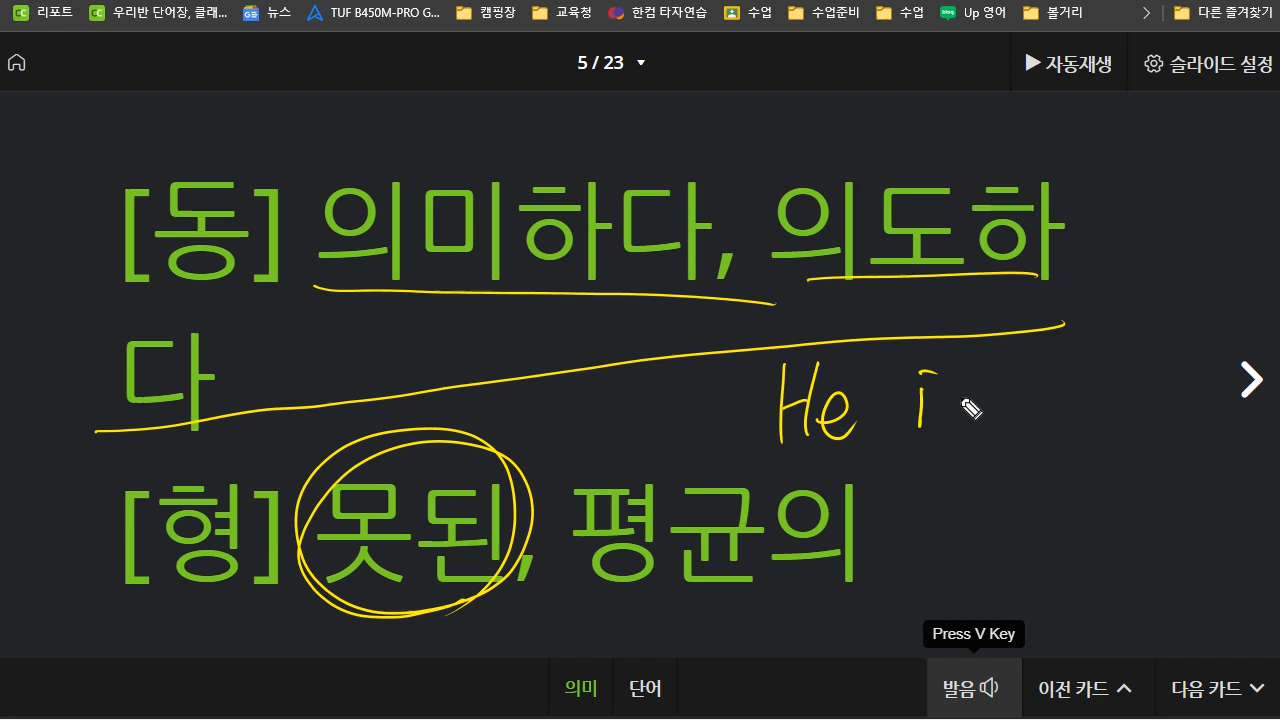 리포트 우리반 단어장, 클래... 뉴스 TUF B450M-PRO G... 캠핑장 교육청 한컴 타자연습 수업 수업준비 수업 Up 영어 볼거리 다른 즐겨찾기
5 / 23 자동재생 슬라이드 설정
[동] 의미하다, 의도하
다
He i
[형] 못된, 평균의
Press V Key
의미 단어 발음 이전 카드 다음 카드